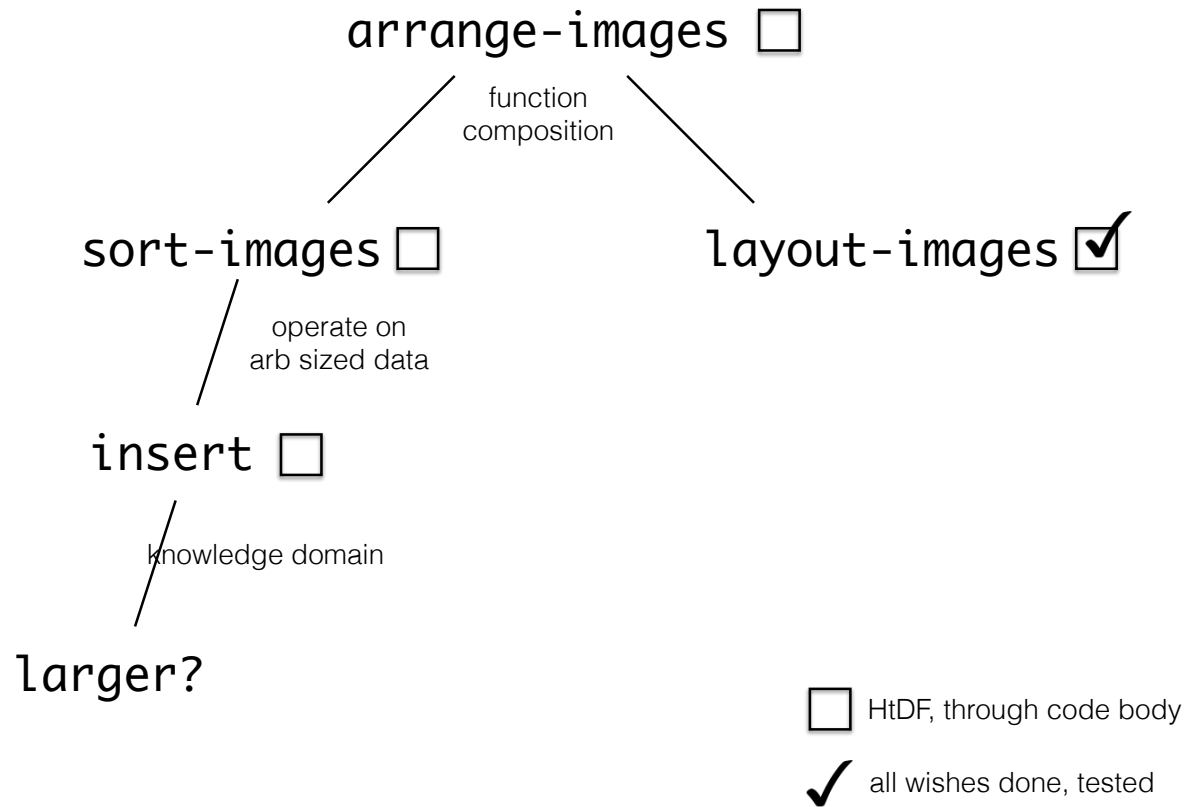 arrange-images
function
composition
sort-images
layout-images
operate on
arb sized data
insert
knowledge domain
larger?
HtDF, through code body
all wishes done, tested